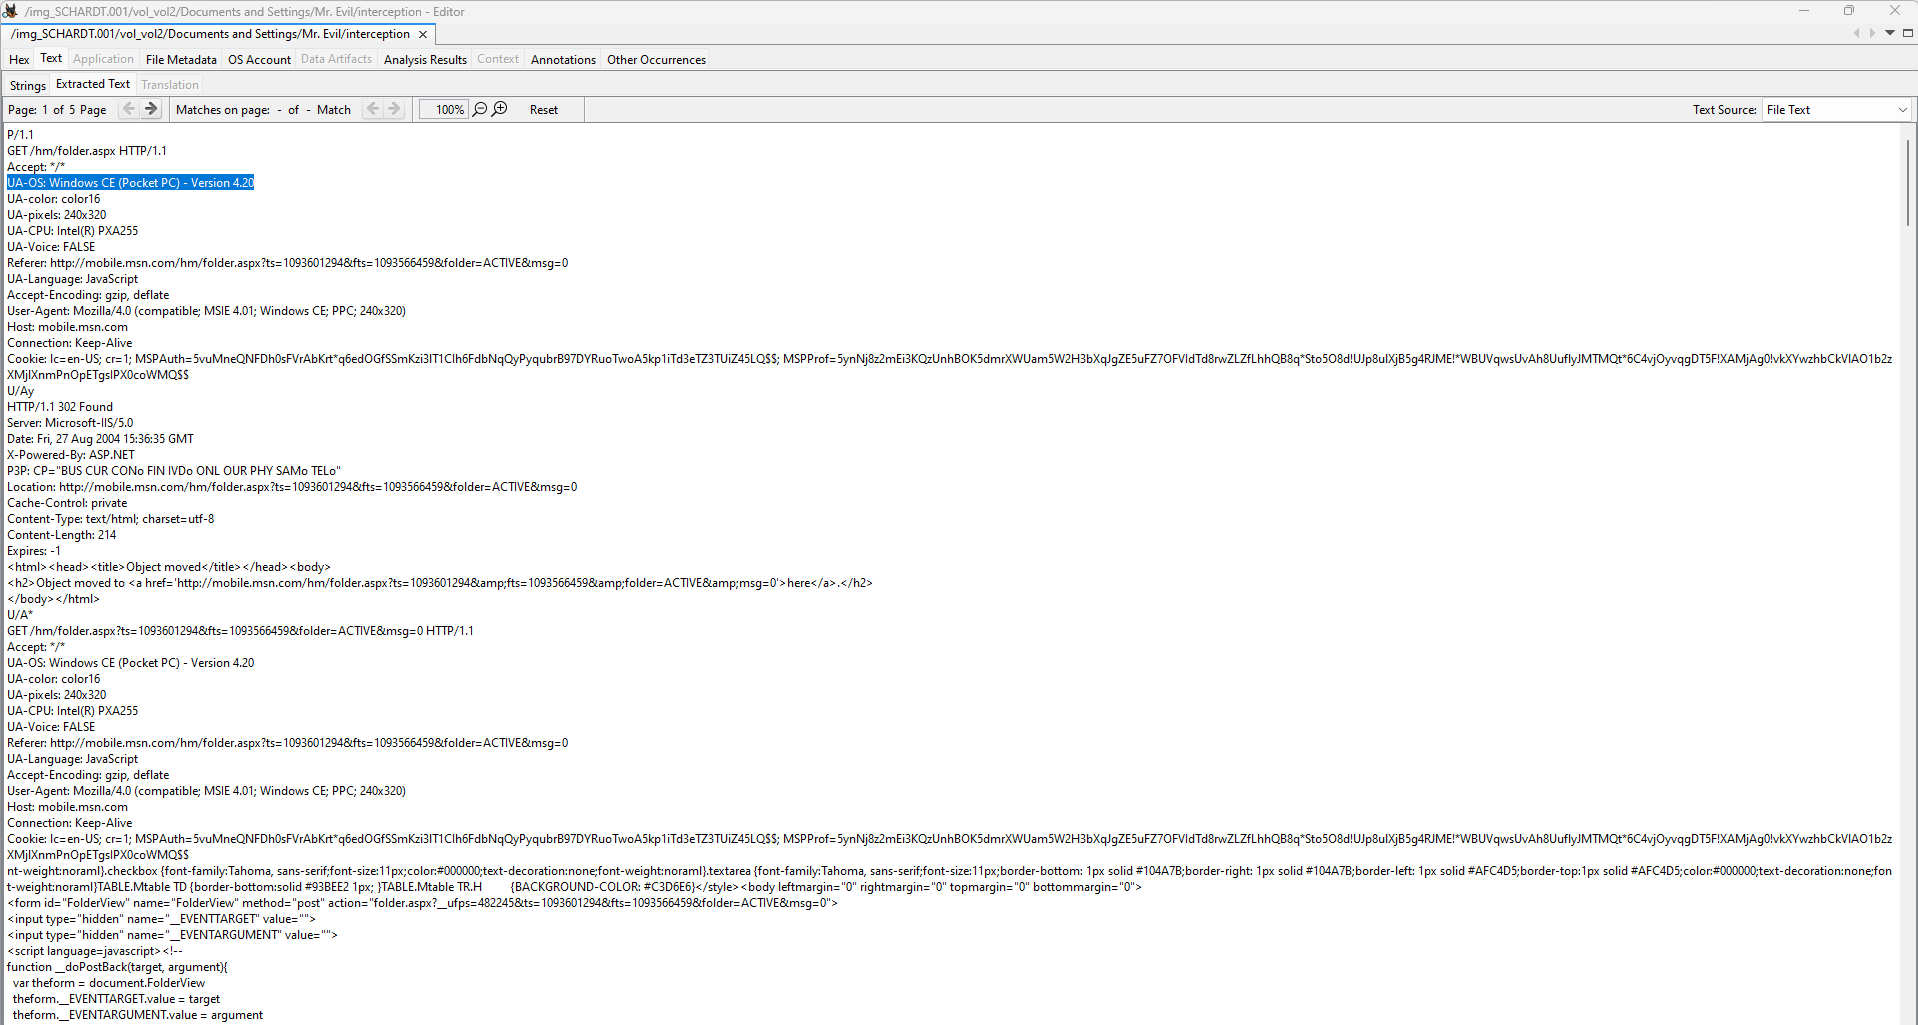 /img_SCHARDT.001/vol_vol2/Documents and Settings/Mr. Evil/interception - Editor
/img_SCHARDT.001/vol_vol2/Documents and Settings/Mr. Evil/interception
Hex Text Application File Metadata OS Account Data Artifacts Analysis Results Context Annotations Other Occurrences
Strings Extracted Text Translation
Page: 1 of 5 Page Matches on page: - of - Match 100% Reset Text Source: File Text
P/1.1
GET /hm/folder.aspx HTTP/1.1
Accept: */*
UA-OS: Windows CE (Pocket PC) - Version 4.20
UA-color: color16
UA-pixels: 240x320
UA-CPU: Intel(R) PXA255
UA-Voice: FALSE
Referer: http://mobile.msn.com/hm/folder.aspx?ts=1093601294&fts=1093566459&folder=ACTIVE&msg=0
UA-Language: JavaScript
Accept-Encoding: gzip, deflate
User-Agent: Mozilla/4.0 (compatible; MSIE 4.01; Windows CE; PPC; 240x320)
Host: mobile.msn.com
Connection: Keep-Alive
Cookie: lc=en-US; cr=1;
U/Ay
HTTP/1.1 302 Found
Server: Microsoft-IIS/5.0
Date: Fri, 27 Aug 2004 15:36:35 GMT
X-Powered-By: ASP.NET
P3P: CP="BUS CUR CONo FIN IVDo ONL OUR PHY SAMo TELo"
Location: http://mobile.msn.com/hm/folder.aspx?ts=1093601294&fts=1093566459&folder=ACTIVE&msg=0
Cache-Control: private
Content-Type: text/html; charset=utf-8
Content-Length: 214
Expires: -1
<html><head><title>Object moved</title></head><body>
<h2>Object moved to <a href='http://mobile.msn.com/hm/folder.aspx?ts=1093601294&amp;fts=1093566459&amp;folder=ACTIVE&amp;msg=0'>here</a>.</h2>
</body></html>
U/A*
GET /hm/folder.aspx?ts=1093601294&fts=1093566459&folder=ACTIVE&msg=0 HTTP/1.1
Accept: */*
UA-OS: Windows CE (Pocket PC) - Version 4.20
UA-color: color16
UA-pixels: 240x320
UA-CPU: Intel(R) PXA255
UA-Voice: FALSE
Referer: http://mobile.msn.com/hm/folder.aspx?ts=1093601294&fts=1093566459&folder=ACTIVE&msg=0
UA-Language: JavaScript
Accept-Encoding: gzip, deflate
User-Agent: Mozilla/4.0 (compatible; MSIE 4.01; Windows CE; PPC; 240x320)
Host: mobile.msn.com
Connection: Keep-Alive
Cookie: lc=en-US; cr=1;
nt-weight:noraml}.checkbox {font-family:Tahoma, sans-serif;font-size:11px;color:#000000;text-decoration:none;font-weight:noraml}.textarea {font-family:Tahoma, sans-serif;font-size:11px;border-bottom: 1px solid #104A7B;border-right: 1px solid #104A7B;border-left: 1px solid #AFC4D5;border-top:1px solid #AFC4D5;color:#000000;text-decoration:none;fon
t-weight:noraml}TABLE.Mtable TD {border-bottom:solid #93BEE2 1px; }TABLE.Mtable TR.H {BACKGROUND-COLOR: #C3D6E6}</style><body leftmargin="0" rightmargin="0" topmargin="0" bottommargin="0">
<form id="FolderView" name="FolderView" method="post" action="folder.aspx?__ufps=482245&ts=1093601294&fts=1093566459&folder=ACTIVE&msg=0">
<input type="hidden" name="__EVENTTARGET" value="">
<input type="hidden" name="__EVENTARGUMENT" value="">
<script language=javascript><!--
function __doPostBack(target, argument){
var theform = document.FolderView
theform.__EVENTTARGET.value = target
theform.__EVENTARGUMENT.value = argument